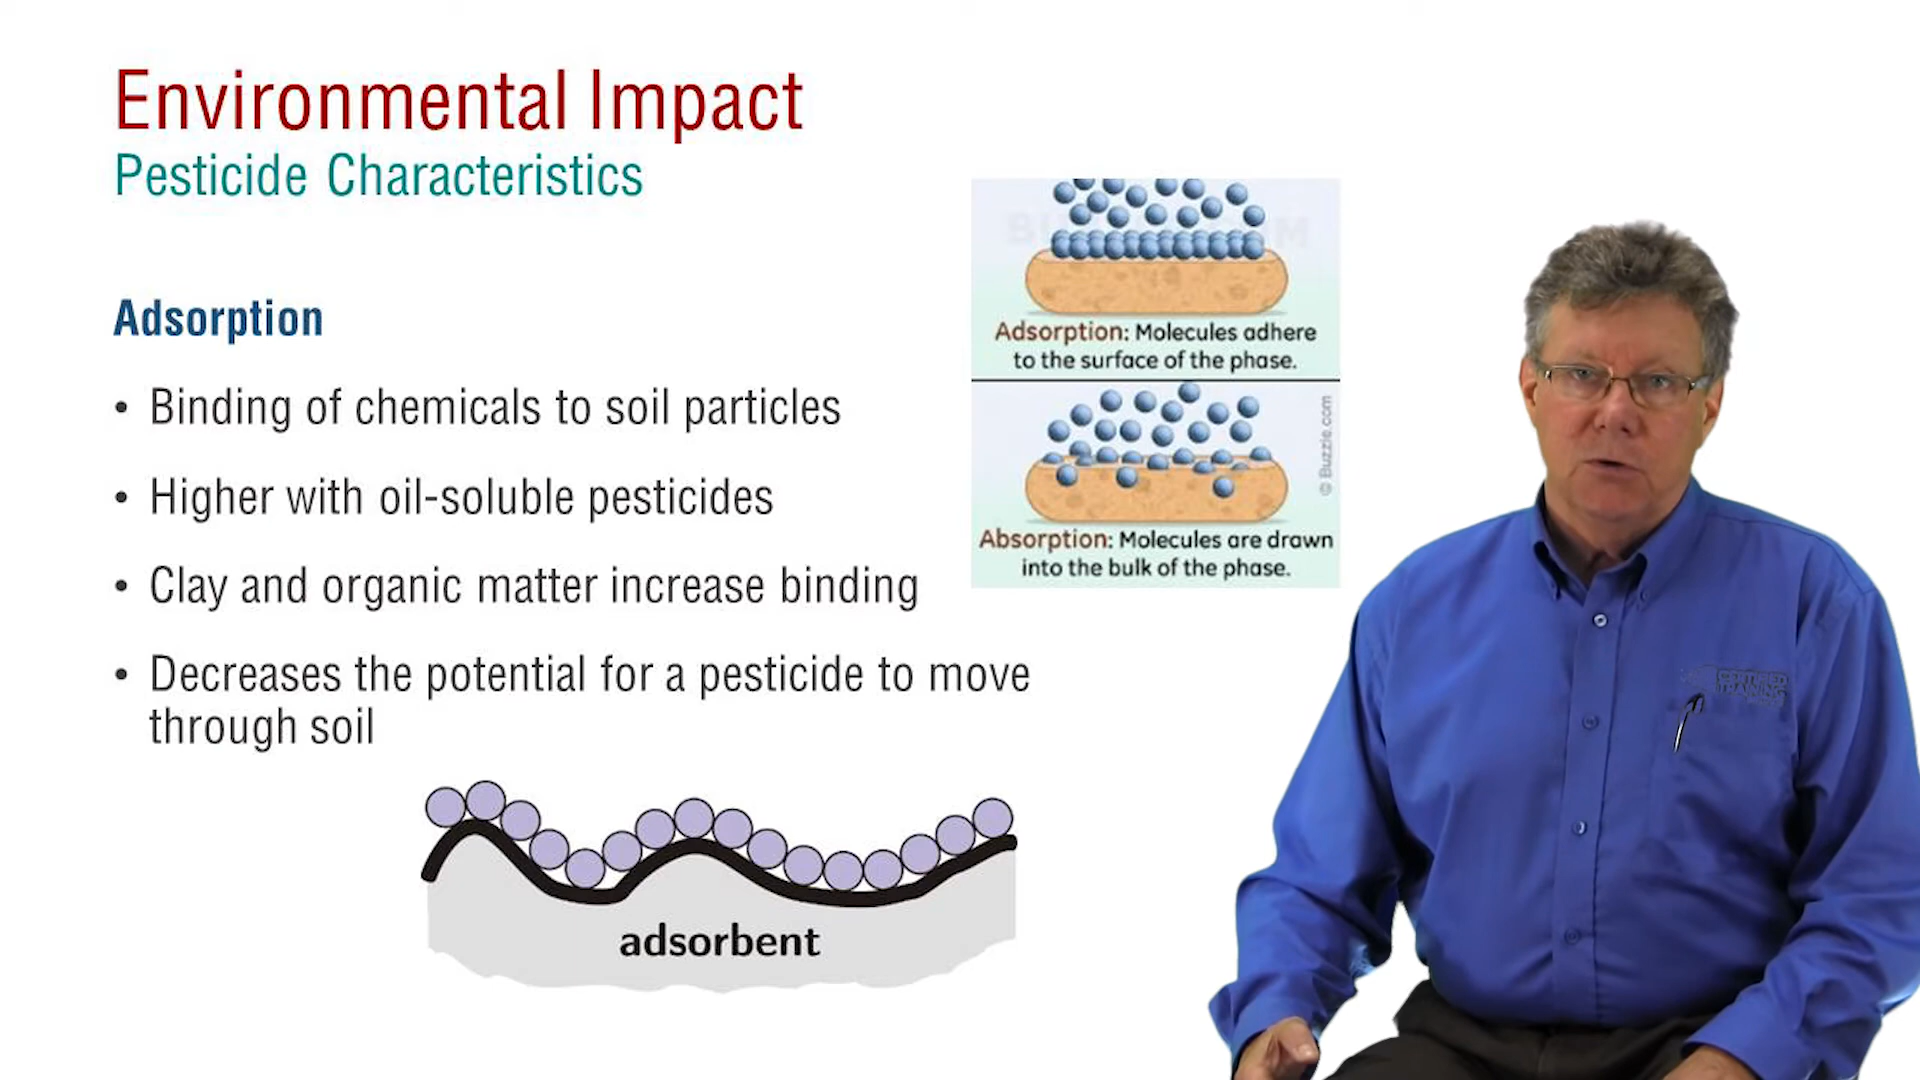 Environmental Impact
Pesticide Characteristics
Adsorption
• Binding of chemicals to soil particles
• Higher with oil-soluble pesticides
• Clay and organic matter increase binding
• Decreases the potential for a pesticide to move
through soil
Adsorption: Molecules adhere
to the surface of the phase.
Absorption: Molecules are drawn
into the bulk of the phase.
© Buzzle.com
adsorbent
CERTIFIED
TRAINING